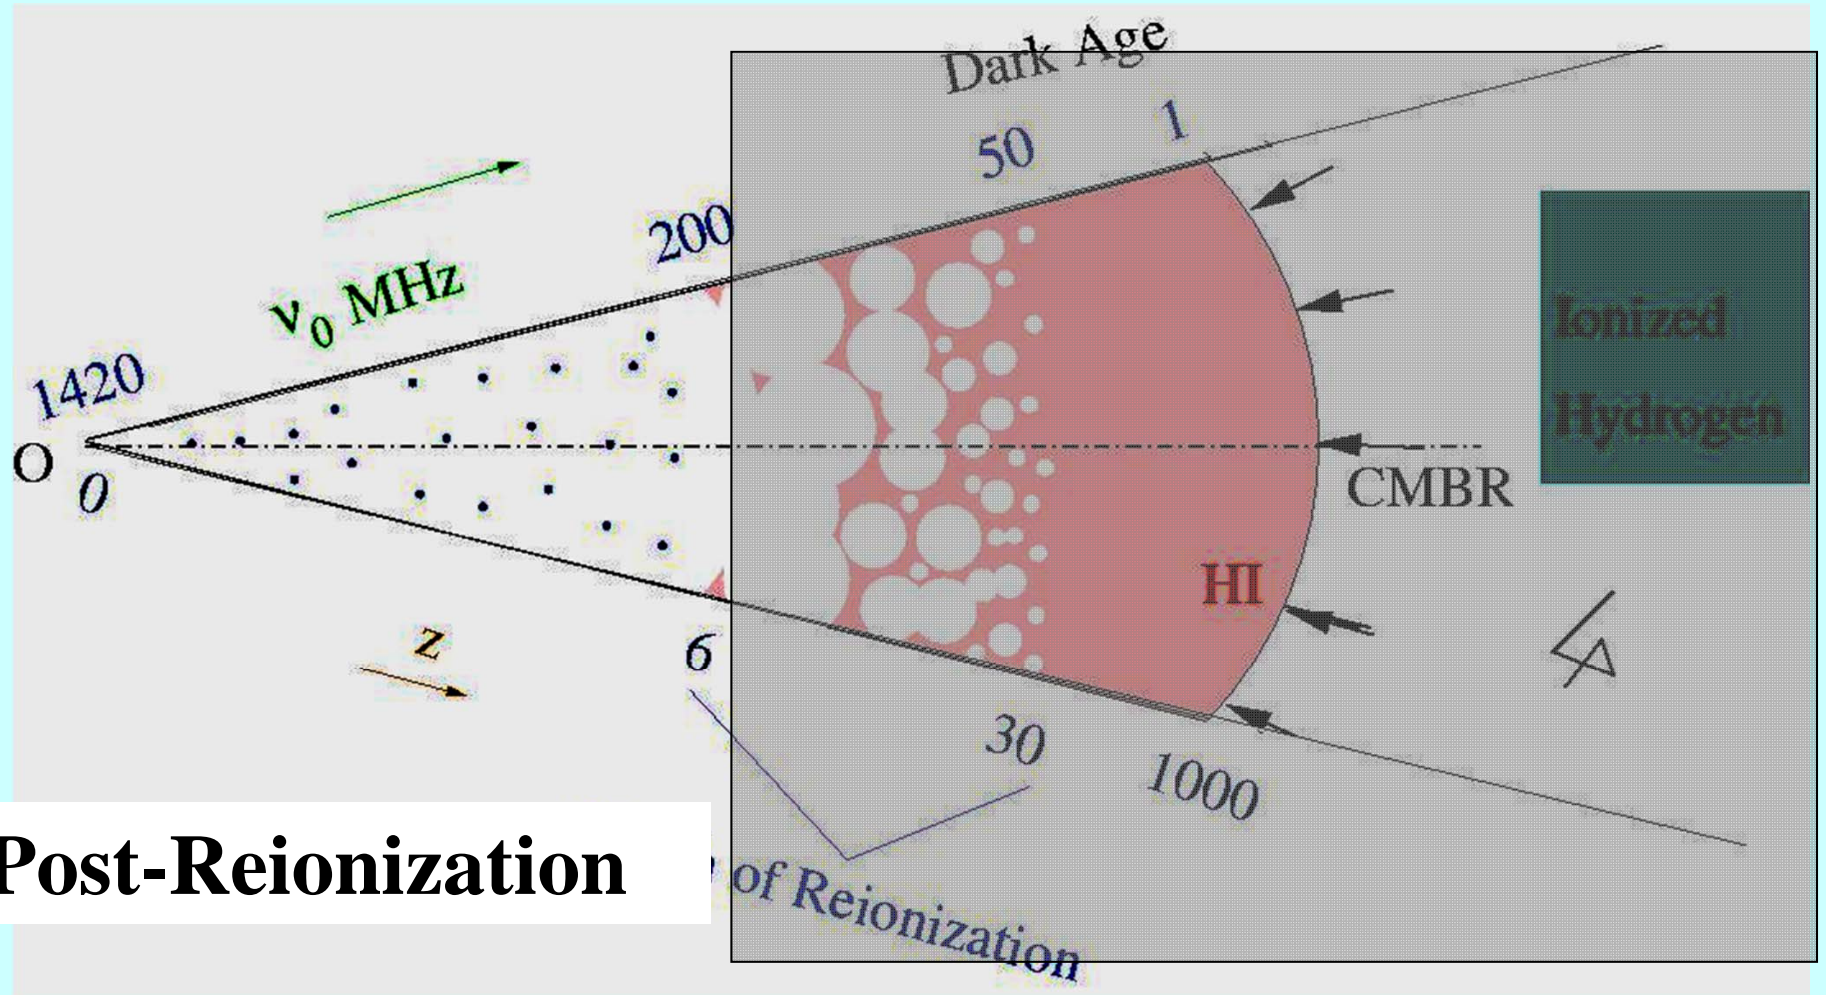 Dark Age
1
50
200
ν0 MHz
1420
O
0
z
6
30
1000
CMBR
HI
Ionized
Hydrogen
Post-Reionization
of Reionization